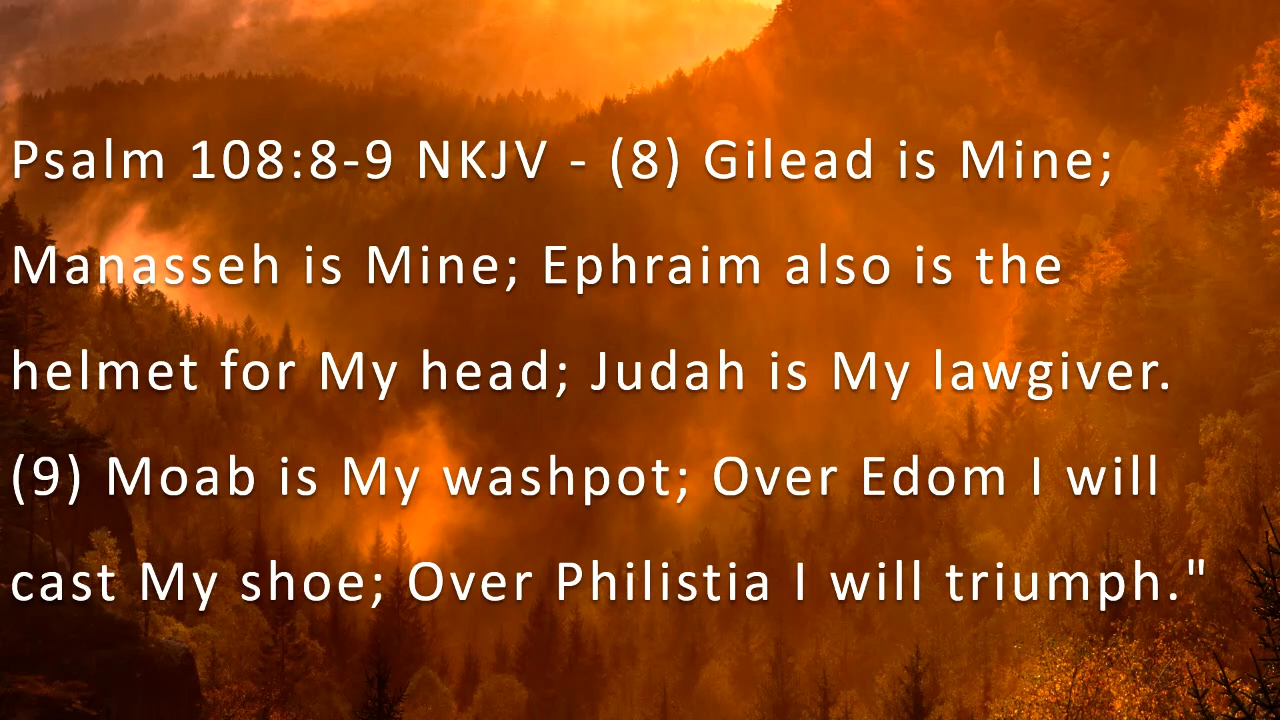 Psalm 108:8-9 NKJV - (8) Gilead is Mine;
Manasseh is Mine; Ephraim also is the
helmet for My head; Judah is My lawgiver.
(9) Moab is My washpot; Over Edom I will
cast My shoe; Over Philistia I will triumph."